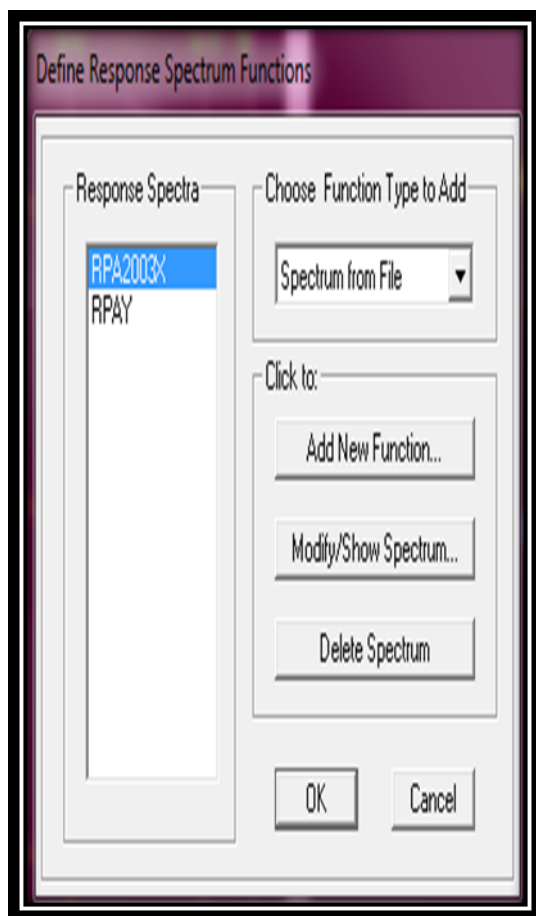 Define Response Spectrum Functions
Response Spectra
RPA2003X
RPAY
Choose Function Type to Add
Spectrum from File
Click to:
Add New Function...
Modify/Show Spectrum...
Delete Spectrum
OK
Cancel